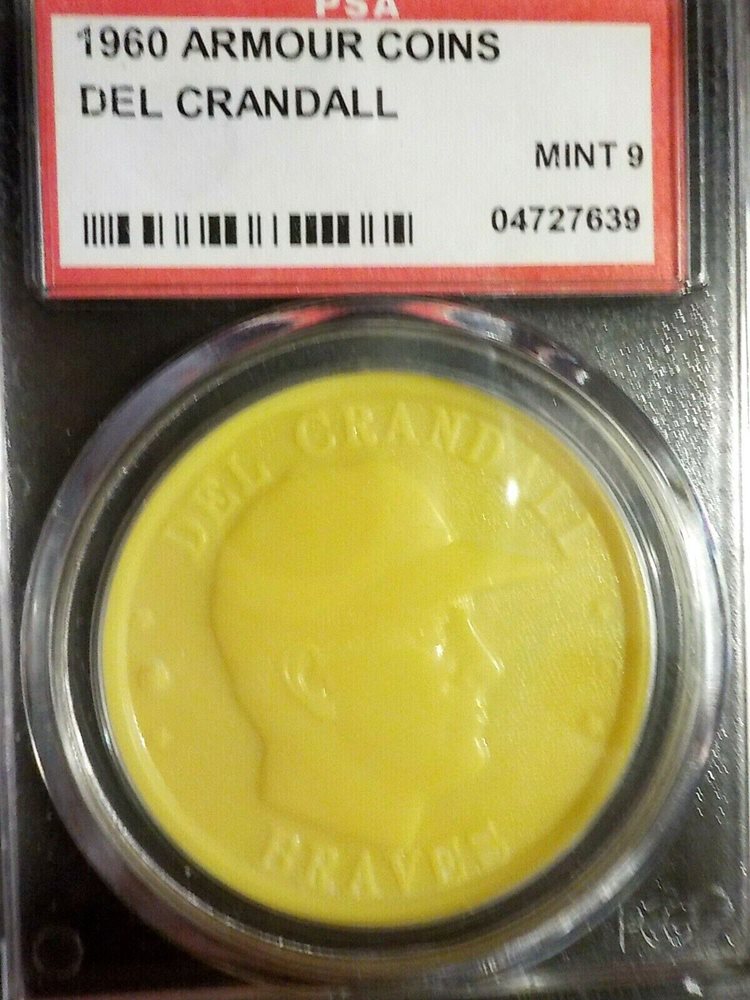 PSA
1960 ARMOUR COINS
DEL CRANDALL
MINT 9
04727639
DEL CRANDALL
BRAVES